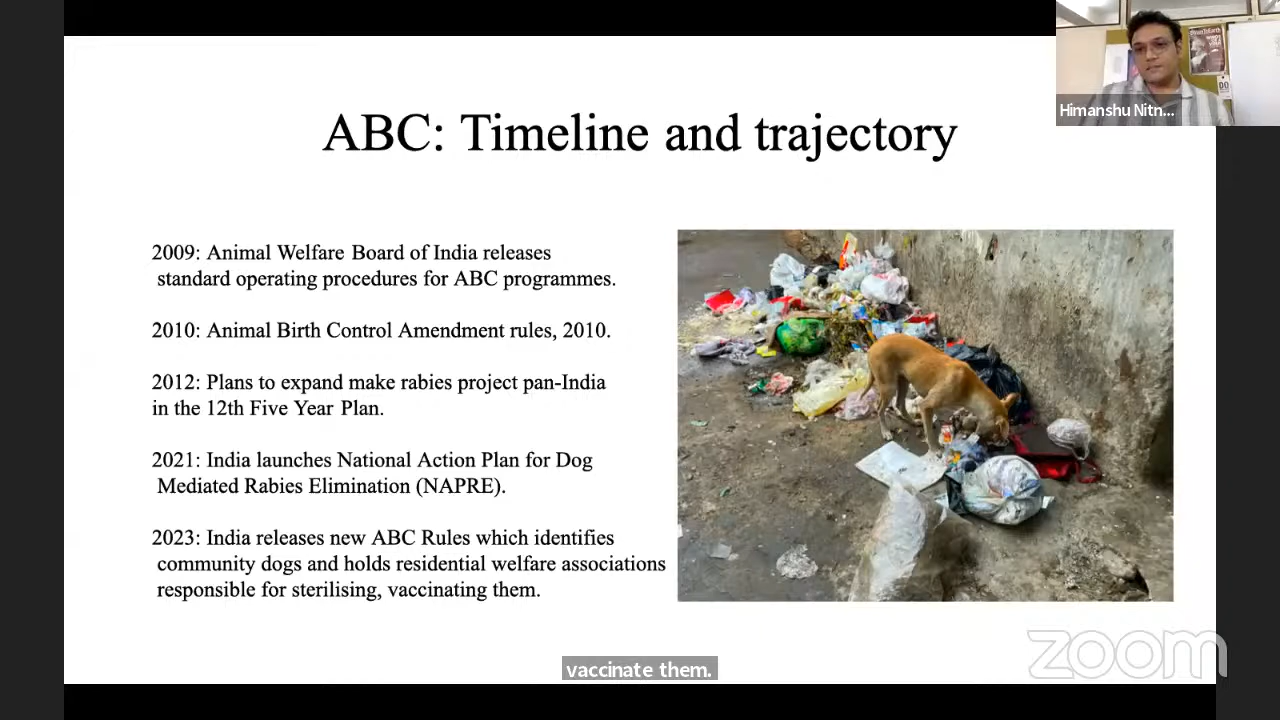 Himanshu Nitn...
ABC: Timeline and trajectory
2009: Animal Welfare Board of India releases
standard operating procedures for ABC programmes.
2010: Animal Birth Control Amendment rules, 2010.
2012: Plans to expand make rabies project pan-India
in the 12th Five Year Plan.
2021: India launches National Action Plan for Dog
Mediated Rabies Elimination (NAPRE).
2023: India releases new ABC Rules which identifies
community dogs and holds residential welfare associations
responsible for sterilising, vaccinating them.
zoom
vaccinate them.